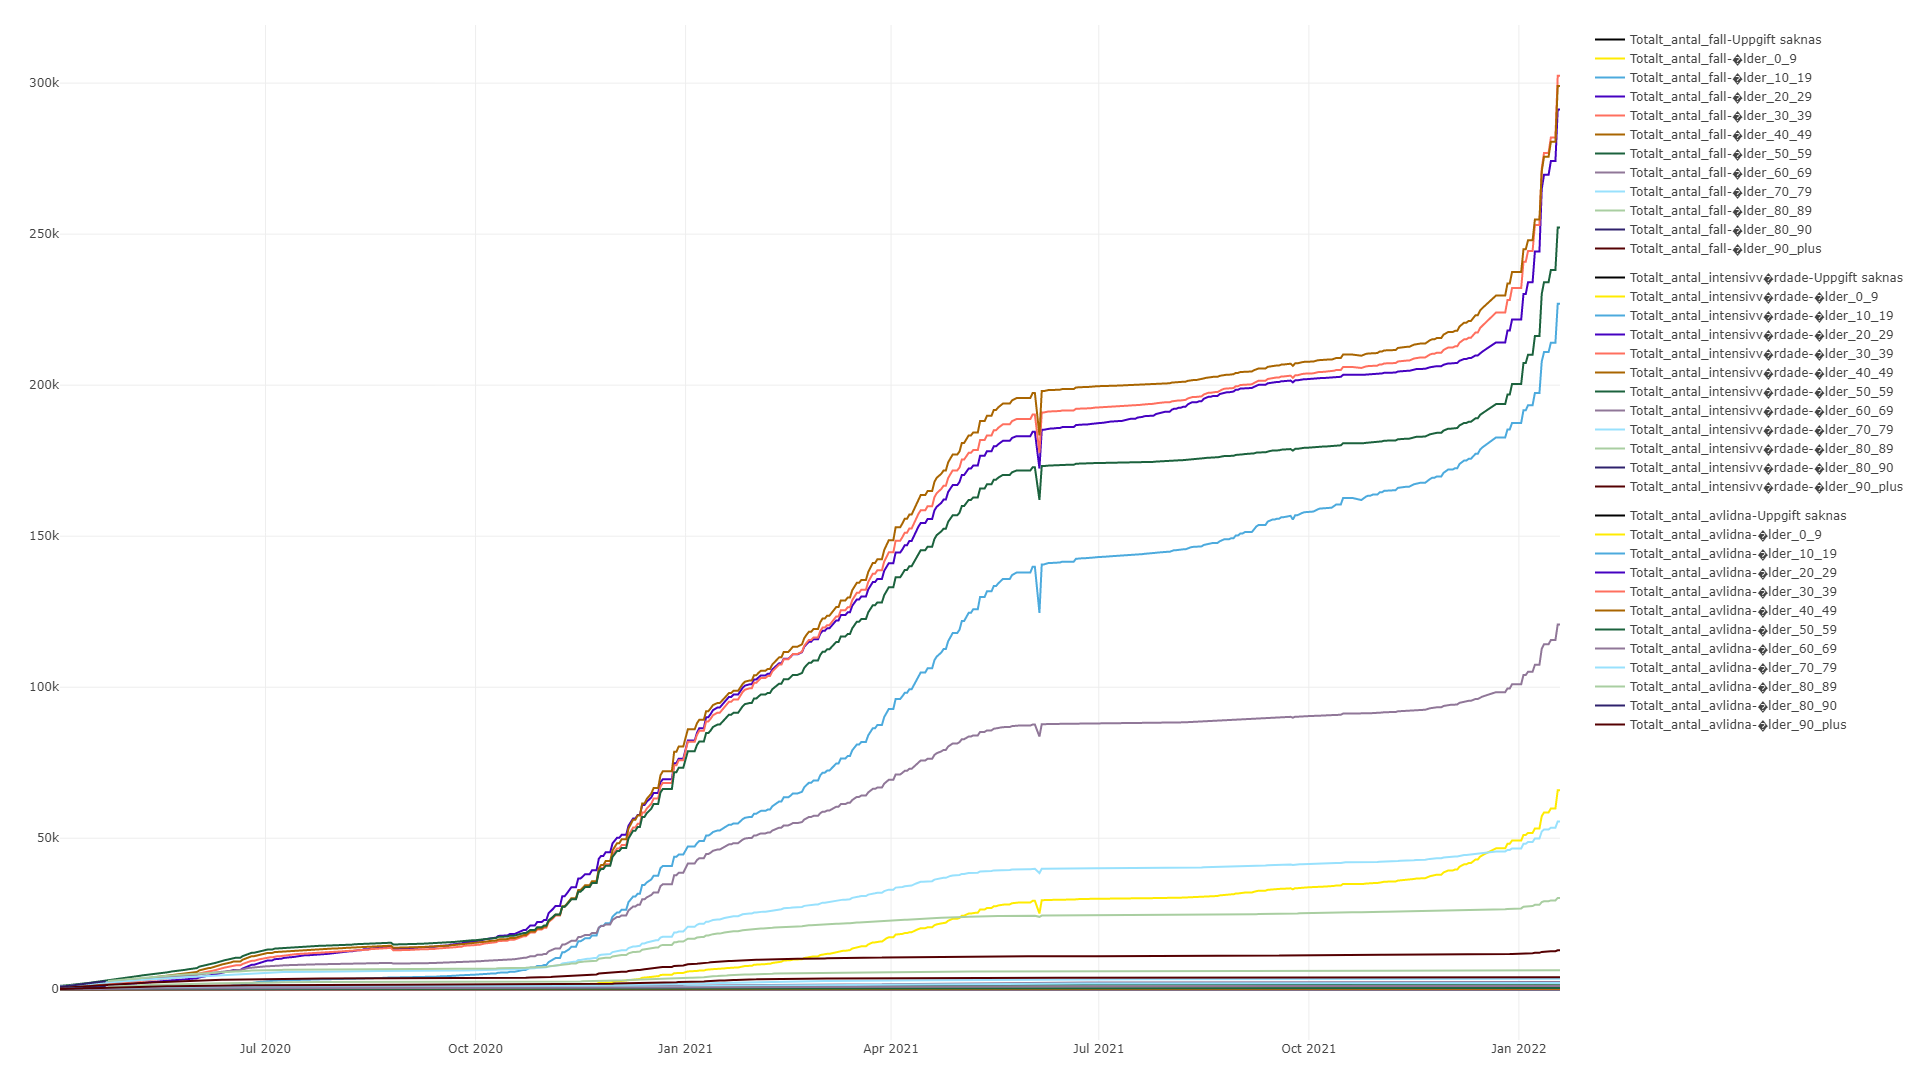 300k
250k
200k
150k
100k
50k
0
Jul 2020
Oct 2020
Jan 2021
Apr 2021
Jul 2021
Oct 2021
Jan 2022
Totalt_antal_fall-Uppgift saknas
Totalt_antal_fall-�lder_0_9
Totalt_antal_fall-�lder_10_19
Totalt_antal_fall-�lder_20_29
Totalt_antal_fall-�lder_30_39
Totalt_antal_fall-�lder_40_49
Totalt_antal_fall-�lder_50_59
Totalt_antal_fall-�lder_60_69
Totalt_antal_fall-�lder_70_79
Totalt_antal_fall-�lder_80_89
Totalt_antal_fall-�lder_80_90
Totalt_antal_fall-�lder_90_plus
Totalt_antal_intensivv�rdade-Uppgift saknas
Totalt_antal_intensivv�rdade-�lder_0_9
Totalt_antal_intensivv�rdade-�lder_10_19
Totalt_antal_intensivv�rdade-�lder_20_29
Totalt_antal_intensivv�rdade-�lder_30_39
Totalt_antal_intensivv�rdade-�lder_40_49
Totalt_antal_intensivv�rdade-�lder_50_59
Totalt_antal_intensivv�rdade-�lder_60_69
Totalt_antal_intensivv�rdade-�lder_70_79
Totalt_antal_intensivv�rdade-�lder_80_89
Totalt_antal_intensivv�rdade-�lder_80_90
Totalt_antal_intensivv�rdade-�lder_90_plus
Totalt_antal_avlidna-Uppgift saknas
Totalt_antal_avlidna-�lder_0_9
Totalt_antal_avlidna-�lder_10_19
Totalt_antal_avlidna-�lder_20_29
Totalt_antal_avlidna-�lder_30_39
Totalt_antal_avlidna-�lder_40_49
Totalt_antal_avlidna-�lder_50_59
Totalt_antal_avlidna-�lder_60_69
Totalt_antal_avlidna-�lder_70_79
Totalt_antal_avlidna-�lder_80_89
Totalt_antal_avlidna-�lder_80_90
Totalt_antal_avlidna-�lder_90_plus